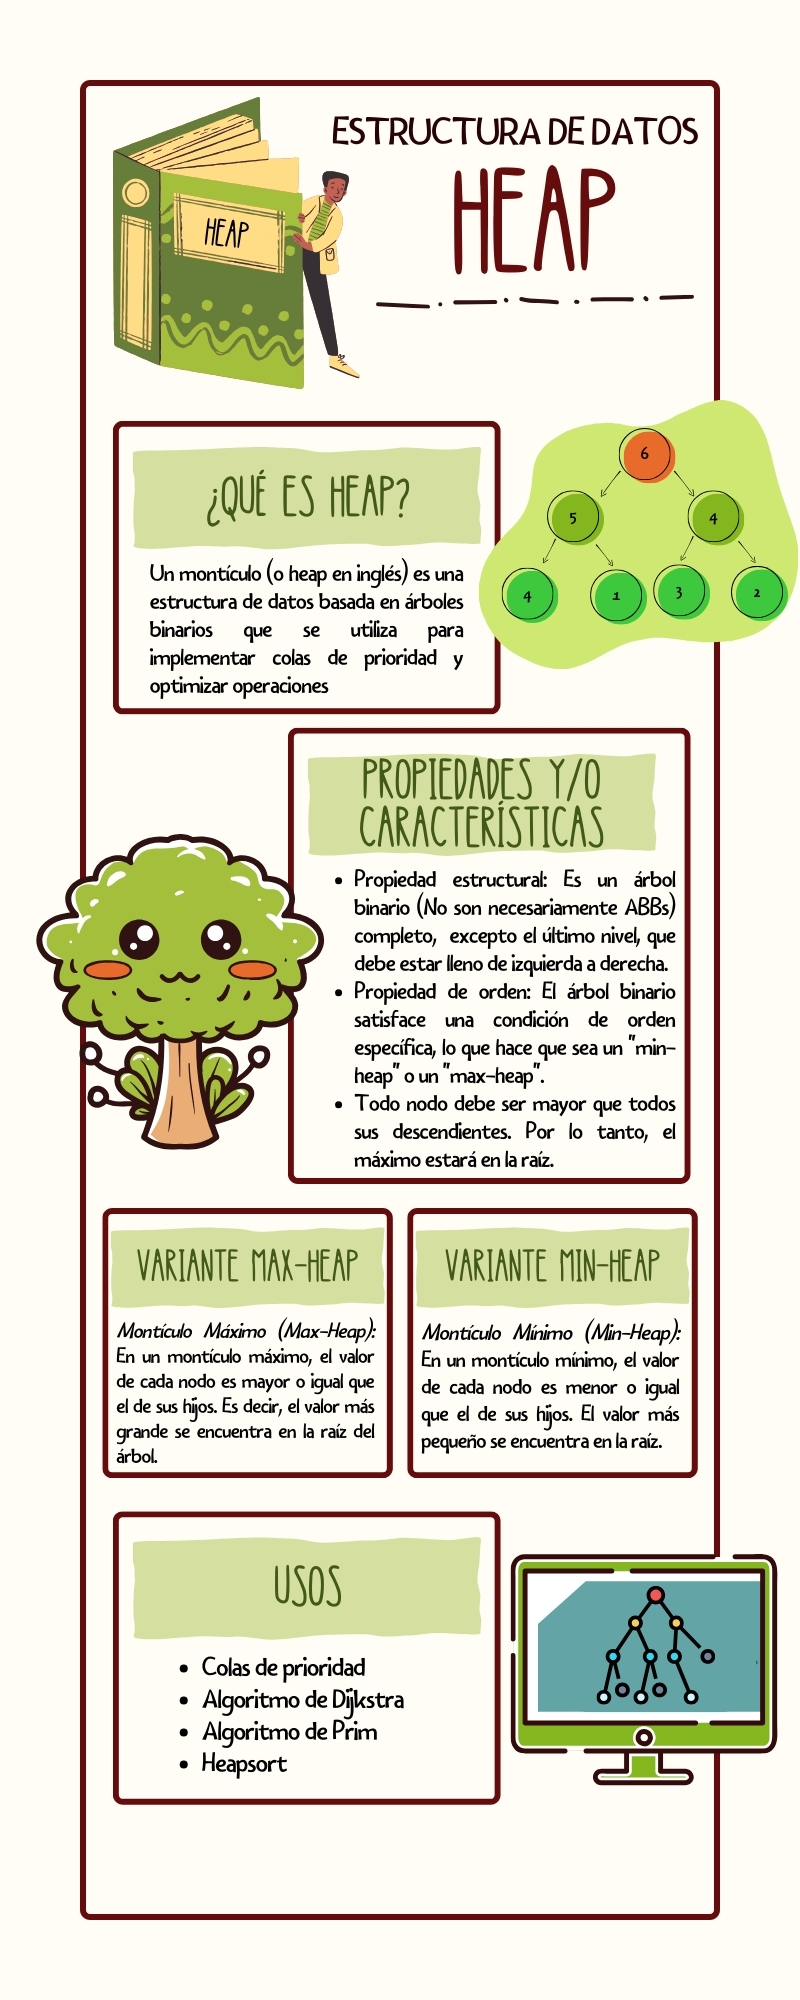 ESTRUCTURA DE DATOS
HEAP
HEAP
¿QUÉ ES HEAP?
Un montículo (o heap en inglés) es una
estructura de datos basada en árboles
binarios que se utiliza para
implementar colas de prioridad y
optimizar operaciones
6
5 4
4 1 3 2
PROPIEDADES Y/O
CARACTERÍSTICAS
• Propiedad estructural: Es un árbol
binario (No son necesariamente ABBs)
completo, excepto el último nivel, que
debe estar lleno de izquierda a derecha.
• Propiedad de orden: El árbol binario
satisface una condición de orden
específica, lo que hace que sea un "min-
heap" o un "max-heap".
• Todo nodo debe ser mayor que todos
sus descendientes. Por lo tanto, el
máximo estará en la raíz.
VARIANTE MAX-HEAP
Montículo Máximo (Max-Heap):
En un montículo máximo, el valor
de cada nodo es mayor o igual que
el de sus hijos. Es decir, el valor más
grande se encuentra en la raíz del
árbol.
VARIANTE MIN-HEAP
Montículo Mínimo (Min-Heap):
En un montículo mínimo, el valor
de cada nodo es menor o igual
que el de sus hijos. El valor más
pequeño se encuentra en la raíz.
USOS
• Colas de prioridad
• Algoritmo de Dijkstra
• Algoritmo de Prim
• Heapsort